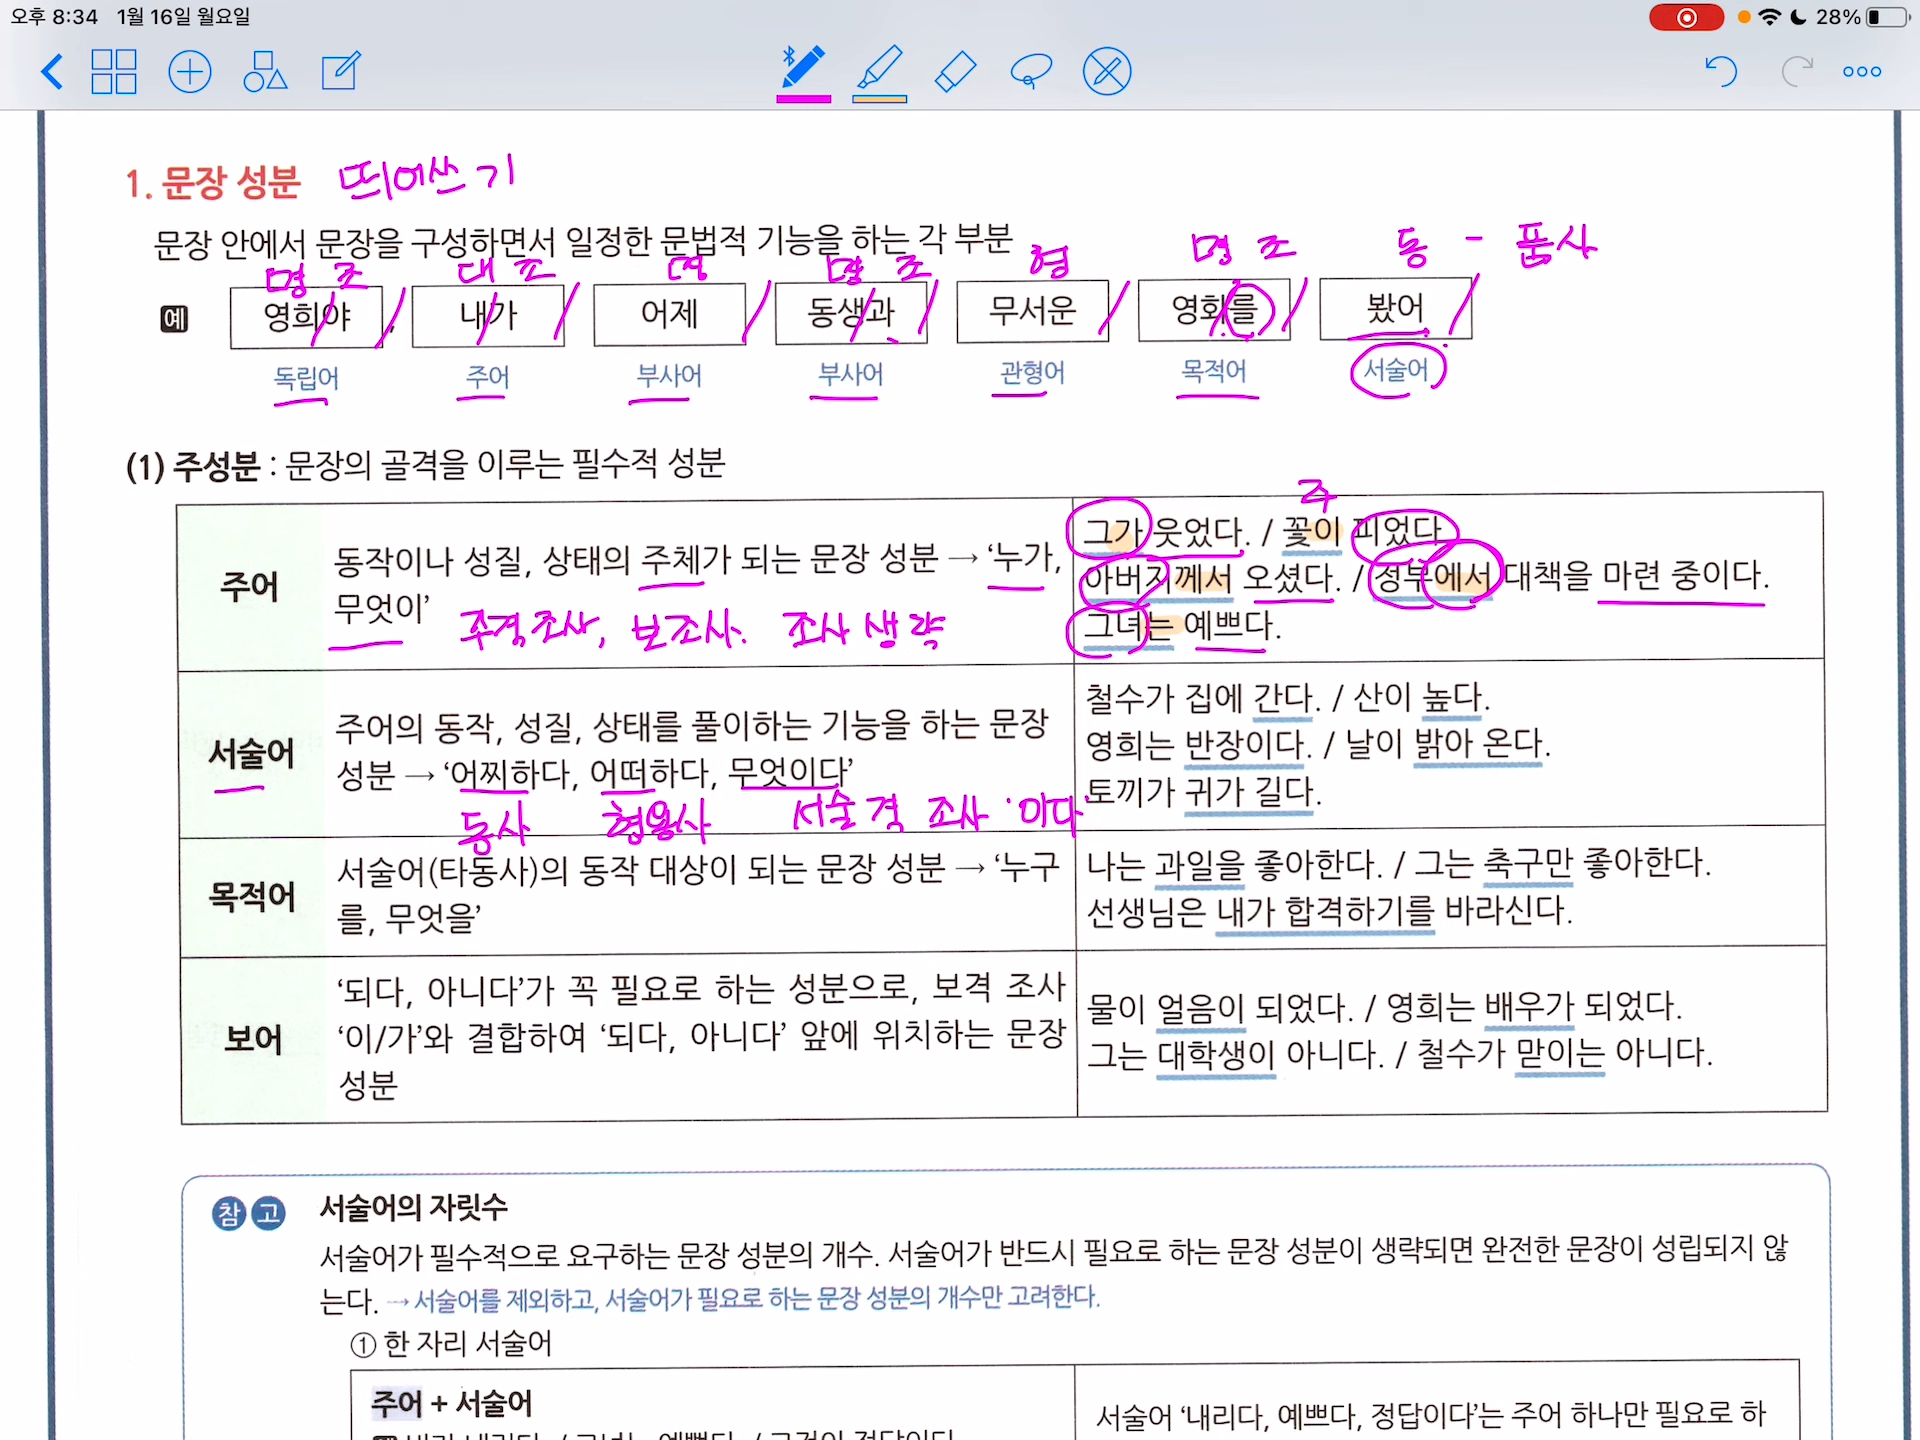 오후 8:34 1월 16일 월요일 28%
1. 문장 성분 띄어쓰기
문장 안에서 문장을 구성하면서 일정한 문법적 기능을 하는 각 부분
명 조 대 조 명 명 조 형 명 조 동 - 품사
예 영희야, 내가 어제 동생과 무서운 영화를 봤어
독립어 주어 부사어 부사어 관형어 목적어 서술어
(1) 주성분 : 문장의 골격을 이루는 필수적 성분
주어
동작이나 성질, 상태의 주체가 되는 문장 성분 → ‘누가,
무엇이’ 주격조사, 보조사. 조사 생략
주
그가 웃었다. / 꽃이 피었다.
아버지께서 오셨다. / 정부에서 대책을 마련 중이다.
그녀는 예쁘다.
서술어
주어의 동작, 성질, 상태를 풀이하는 기능을 하는 문장
성분 → ‘어찌하다, 어떠하다, 무엇이다’
동사 형용사 서술격 조사 '이다'
철수가 집에 간다. / 산이 높다.
영희는 반장이다. / 날이 밝아 온다.
토끼가 귀가 길다.
목적어
서술어(타동사)의 동작 대상이 되는 문장 성분 → ‘누구
를, 무엇을’
나는 과일을 좋아한다. / 그는 축구만 좋아한다.
선생님은 내가 합격하기를 바라신다.
보어
‘되다, 아니다’가 꼭 필요로 하는 성분으로, 보격 조사
‘이/가’와 결합하여 ‘되다, 아니다’ 앞에 위치하는 문장
성분
물이 얼음이 되었다. / 영희는 배우가 되었다.
그는 대학생이 아니다. / 철수가 맏이는 아니다.
참고 서술어의 자릿수
서술어가 필수적으로 요구하는 문장 성분의 개수. 서술어가 반드시 필요로 하는 문장 성분이 생략되면 완전한 문장이 성립되지 않
는다. → 서술어를 제외하고, 서술어가 필요로 하는 문장 성분의 개수만 고려한다.
① 한 자리 서술어
주어 + 서술어
서술어 ‘내리다, 예쁘다, 정답이다’는 주어 하나만 필요로 하